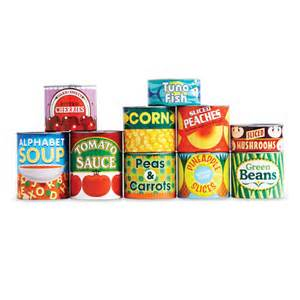 CHERRIES
Tuna
Fish
CORN
SLICED
PEACHES
ALPHABET
SOUP
TOMATO
SAUCE
Peas
&
Carrots
PINEAPPLE
SLICES
SLICED
MUSHROOMS
Green
Beans